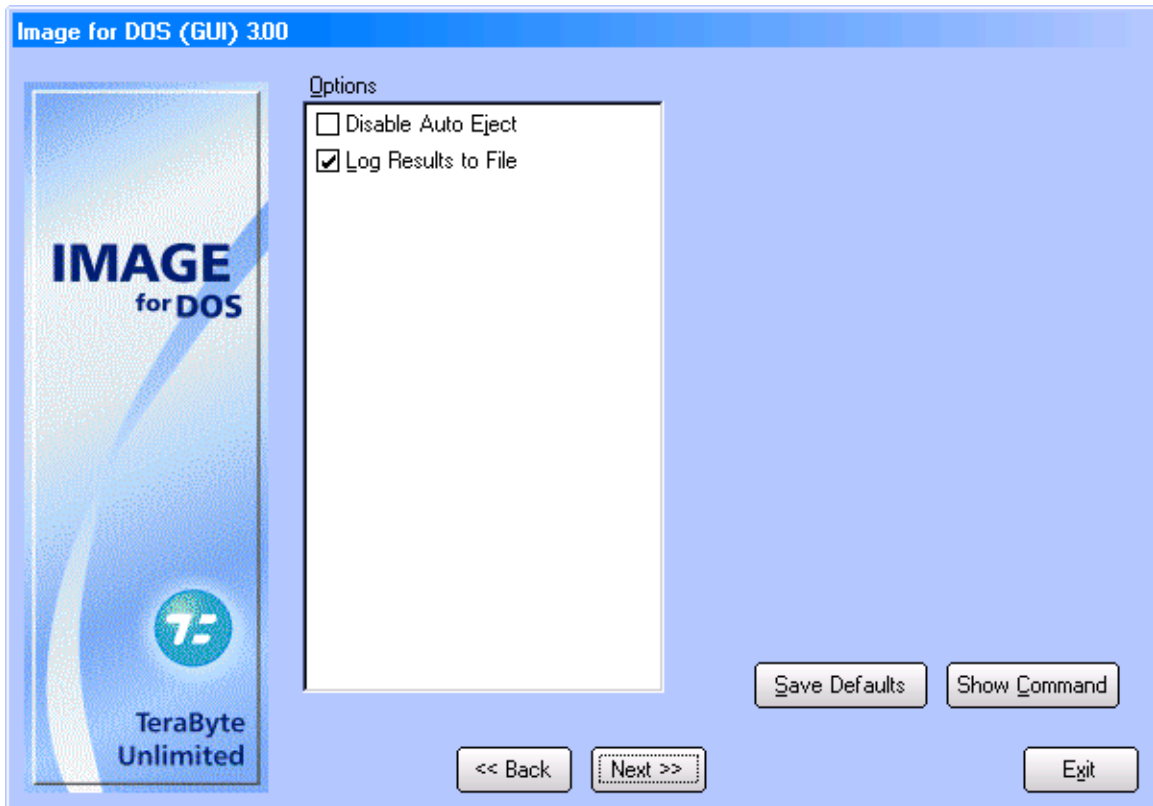 Image for DOS (GUI) 3.00
Options
Disable Auto Eject
Log Results to File
IMAGE
for DOS
TeraByte
Unlimited
Save Defaults
Show Command
<< Back
Next >>
Exit